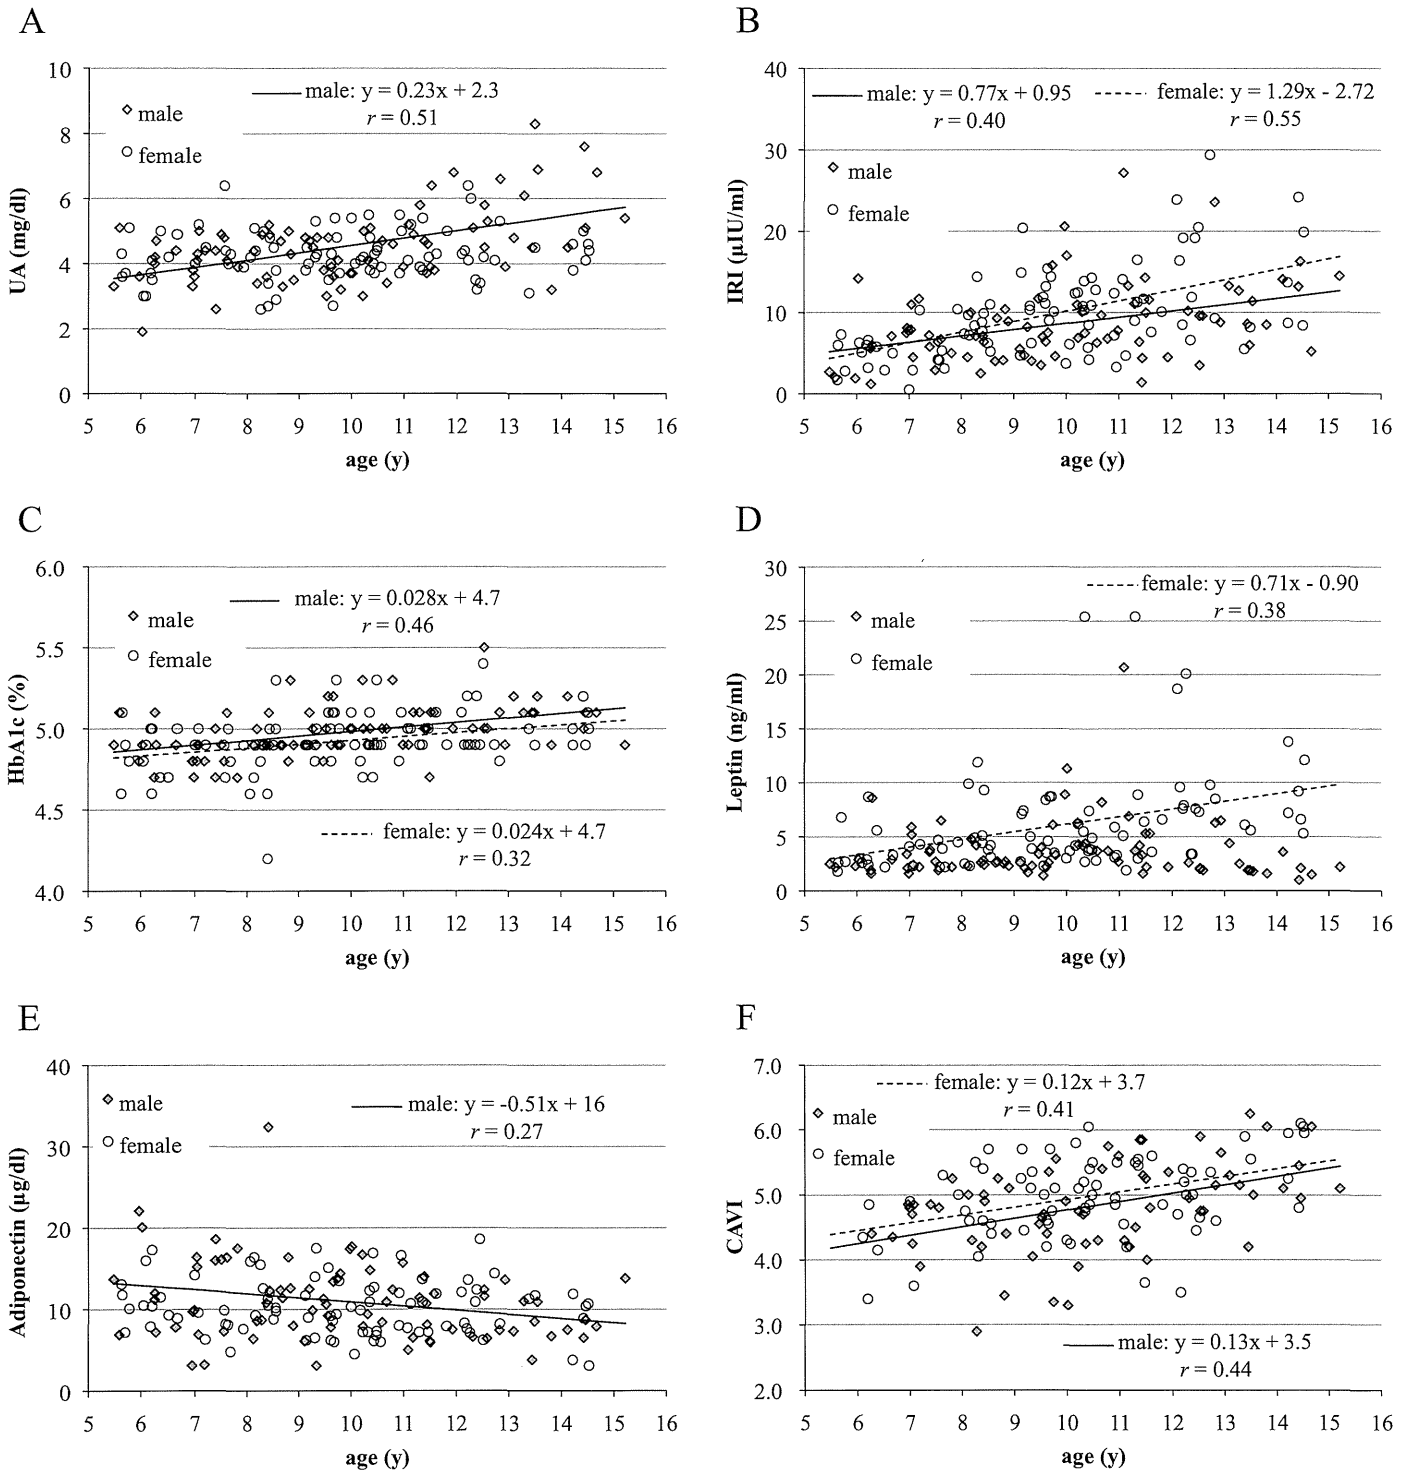 A
UA (mg/dl)
10
8
6
4
2
0
male
female
male: y = 0.23x + 2.3
r = 0.51
5 6 7 8 9 10 11 12 13 14 15 16
age (y)
B
IRI (μIU/ml)
40
30
20
10
0
male: y = 0.77x + 0.95
r = 0.40
female: y = 1.29x - 2.72
r = 0.55
male
female
5 6 7 8 9 10 11 12 13 14 15 16
age (y)
C
HbA1c (%)
6.0
5.5
5.0
4.5
4.0
male
female
male: y = 0.028x + 4.7
r = 0.46
female: y = 0.024x + 4.7
r = 0.32
5 6 7 8 9 10 11 12 13 14 15 16
age (y)
D
Leptin (ng/ml)
30
25
20
15
10
5
0
male
female
female: y = 0.71x - 0.90
r = 0.38
5 6 7 8 9 10 11 12 13 14 15 16
age (y)
E
Adiponectin (μg/dl)
40
30
20
10
0
male
female
male: y = -0.51x + 16
r = 0.27
5 6 7 8 9 10 11 12 13 14 15 16
age (y)
F
CAVI
7.0
6.0
5.0
4.0
3.0
2.0
female: y = 0.12x + 3.7
r = 0.41
male
female
male: y = 0.13x + 3.5
r = 0.44
5 6 7 8 9 10 11 12 13 14 15 16
age (y)